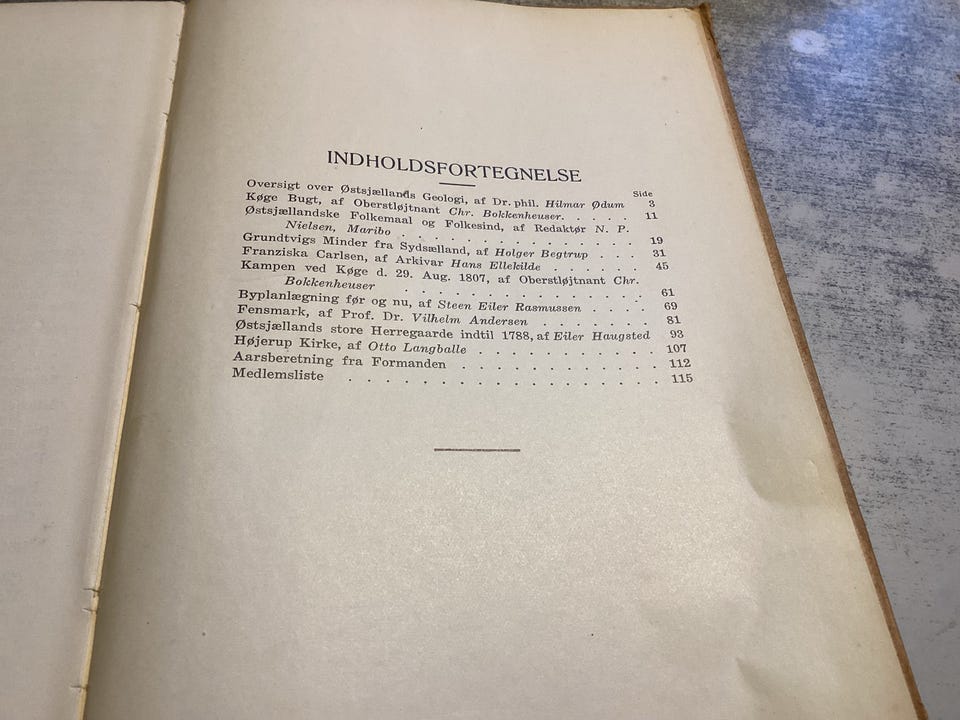 INDHOLDSFORTEGNELSE
Side
Oversigt over Østsjællands Geologi, af Dr. phil. Hilmar Ødum 3
Køge Bugt, af Oberstløjtnant Chr. Bokkenheuser. . . . . 11
Østsjællandske Folkemaal og Folkesind, af Redaktør N. P.
Nielsen, Maribo . . . . . . . . . . . . . 19
Grundtvigs Minder fra Sydsælland, af Holger Begtrup . . . 31
Franziska Carlsen, af Arkivar Hans Ellekilde . . . . . . 45
Kampen ved Køge d. 29. Aug. 1807, af Oberstløjtnant Chr.
Bokkenheuser . . . . . . . . . . . . . . 61
Byplanlægning før og nu, af Steen Eiler Rasmussen . . . . 69
Fensmark, af Prof. Dr. Vilhelm Andersen . . . . . . . 81
Østsjællands store Herregaarde indtil 1788, af Eiler Haugsted 93
Højerup Kirke, af Otto Langballe . . . . . . . . . . . 107
Aarsberetning fra Formanden . . . . . . . . . . . . 112
Medlemsliste . . . . . . . . . . . . . . . . . 115